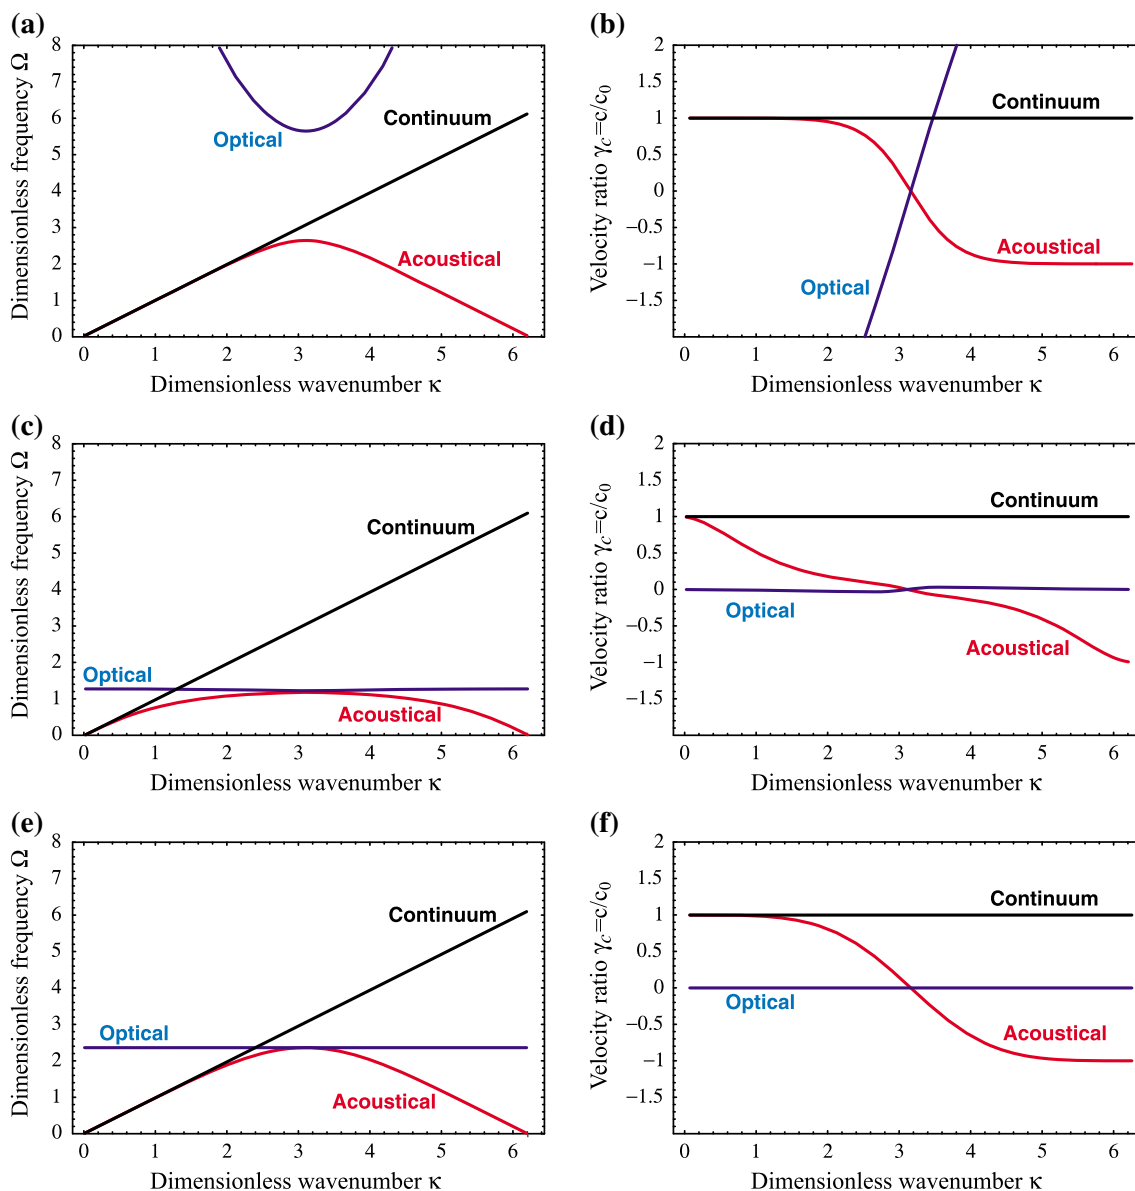 (a)
Dimensionless frequency Ω
8
7
6
5
4
3
2
1
0
Continuum
Optical
Acoustical
0 1 2 3 4 5 6
Dimensionless wavenumber κ
(b)
Velocity ratio γc=c/c0
2
1.5
1
0.5
0
−0.5
−1
−1.5
Continuum
Acoustical
Optical
0 1 2 3 4 5 6
Dimensionless wavenumber κ
(c)
Dimensionless frequency Ω
8
7
6
5
4
3
2
1
0
Continuum
Optical
Acoustical
0 1 2 3 4 5 6
Dimensionless wavenumber κ
(d)
Velocity ratio γc=c/c0
2
1.5
1
0.5
0
−0.5
−1
−1.5
Continuum
Optical
Acoustical
0 1 2 3 4 5 6
Dimensionless wavenumber κ
(e)
Dimensionless frequency Ω
8
7
6
5
4
3
2
1
0
Continuum
Optical
Acoustical
0 1 2 3 4 5 6
Dimensionless wavenumber κ
(f)
Velocity ratio γc=c/c0
2
1.5
1
0.5
0
−0.5
−1
−1.5
Continuum
Optical
Acoustical
0 1 2 3 4 5 6
Dimensionless wavenumber κ